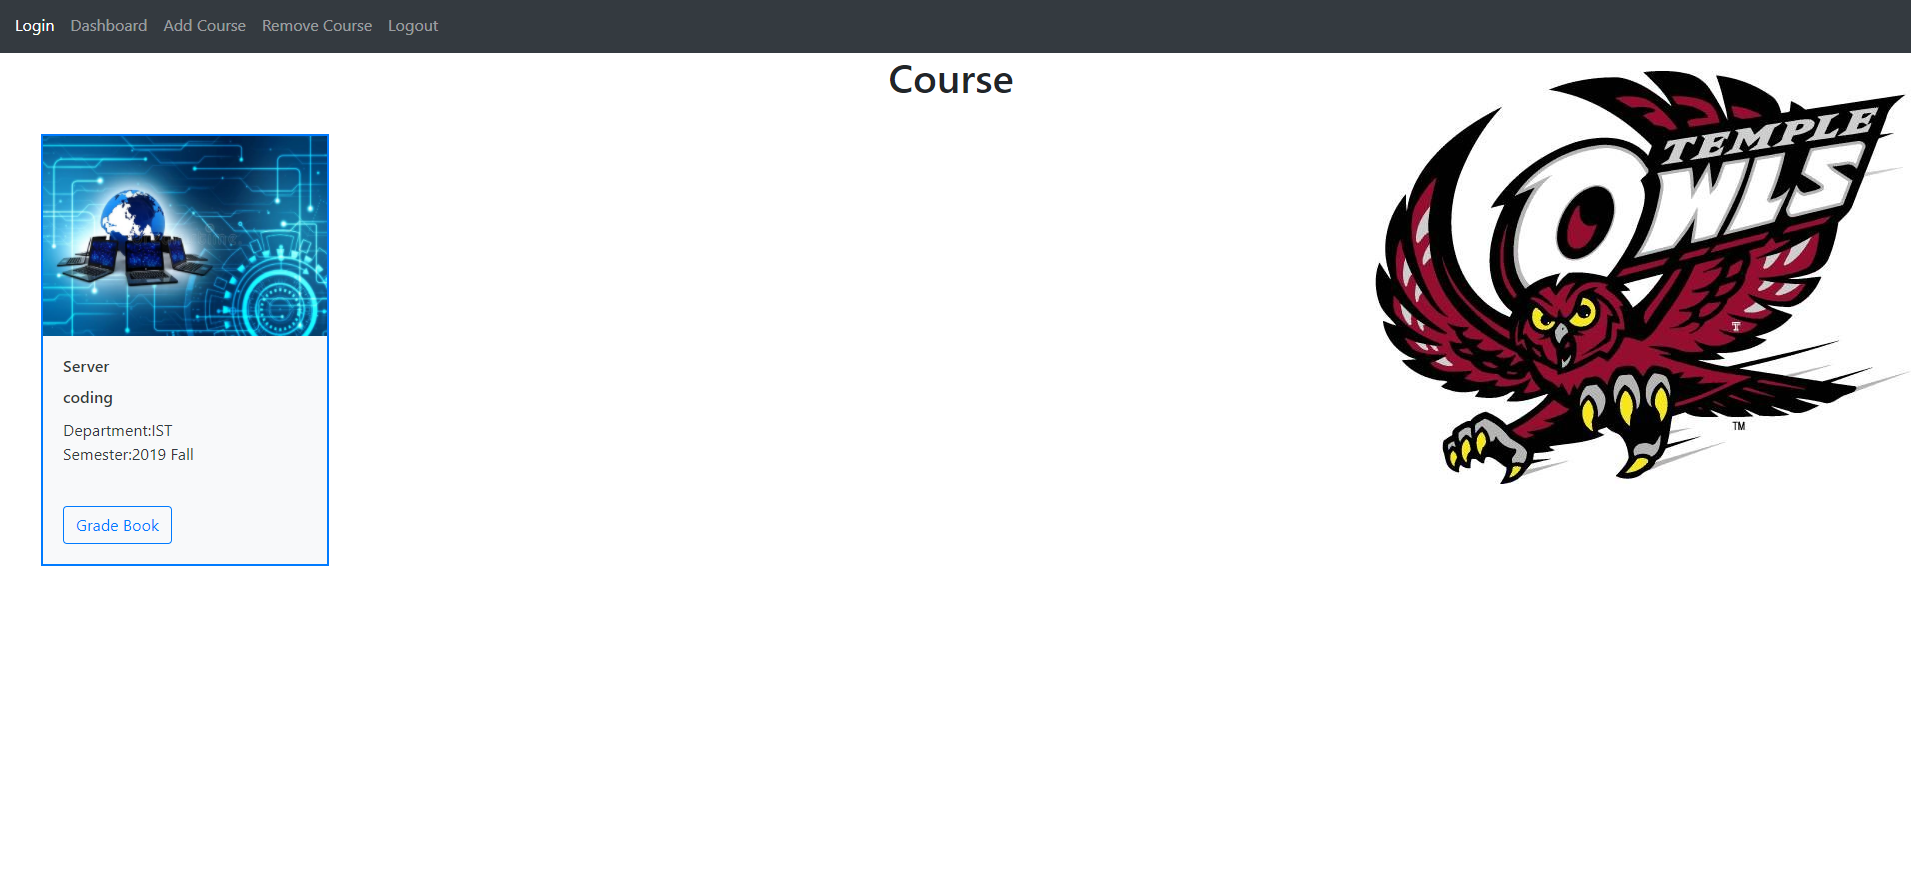 Login Dashboard Add Course Remove Course Logout
Course
TEMPLE
OWLS
T
TM
Server
coding
Department:IST
Semester:2019 Fall
Grade Book